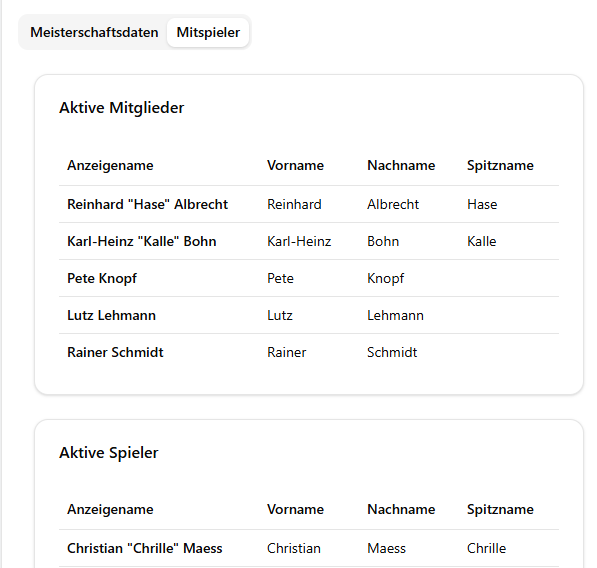 Meisterschaftsdaten Mitspieler
Aktive Mitglieder
Anzeigename Vorname Nachname Spitzname
Reinhard "Hase" Albrecht Reinhard Albrecht Hase
Karl-Heinz "Kalle" Bohn Karl-Heinz Bohn Kalle
Pete Knopf Pete Knopf
Lutz Lehmann Lutz Lehmann
Rainer Schmidt Rainer Schmidt
Aktive Spieler
Anzeigename Vorname Nachname Spitzname
Christian "Chrille" Maess Christian Maess Chrille